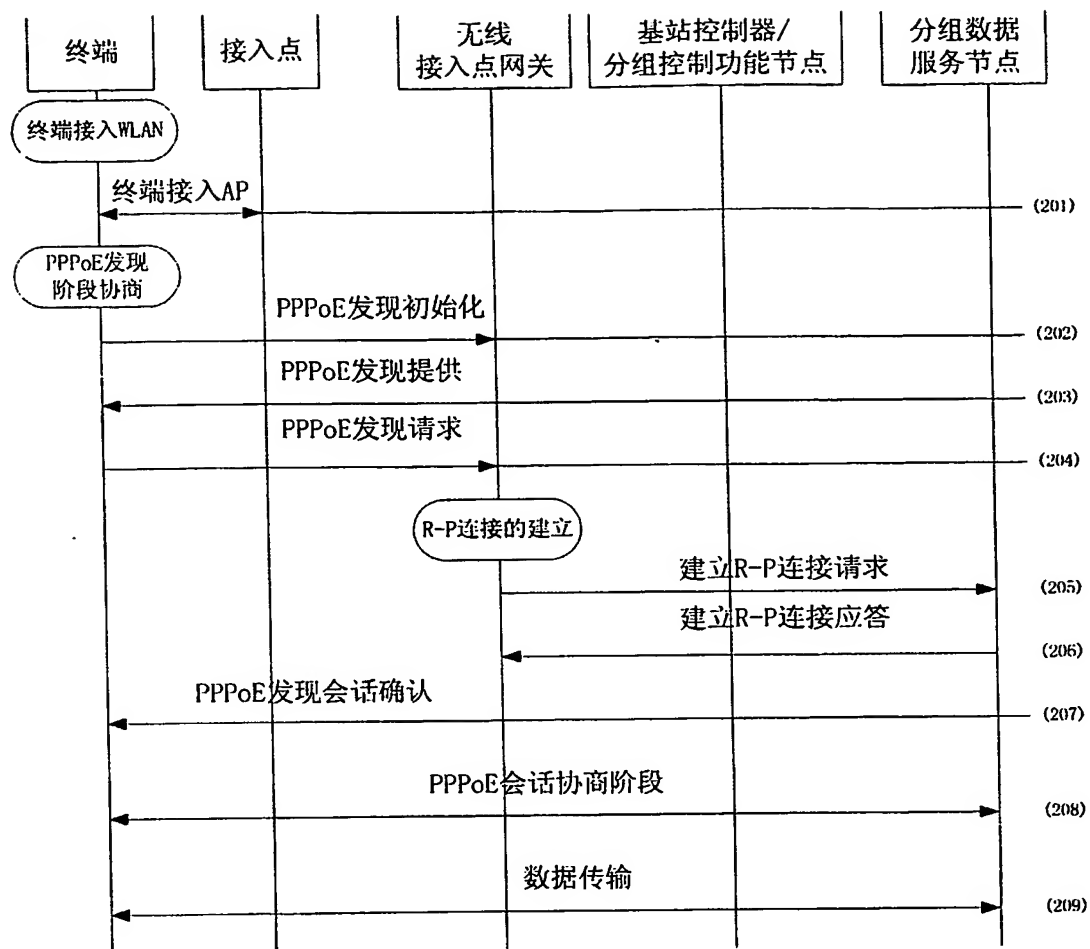 终端
接入点
无线
接入点网关
基站控制器/
分组控制功能节点
分组数据
服务节点
终端接入WLAN
终端接入AP
(201)
PPPoE发现
阶段协商
PPPoE发现初始化
(202)
PPPoE发现提供
(203)
PPPoE发现请求
(204)
R-P连接的建立
建立R-P连接请求
(205)
建立R-P连接应答
(206)
PPPoE发现会话确认
(207)
PPPoE会话协商阶段
(208)
数据传输
(209)